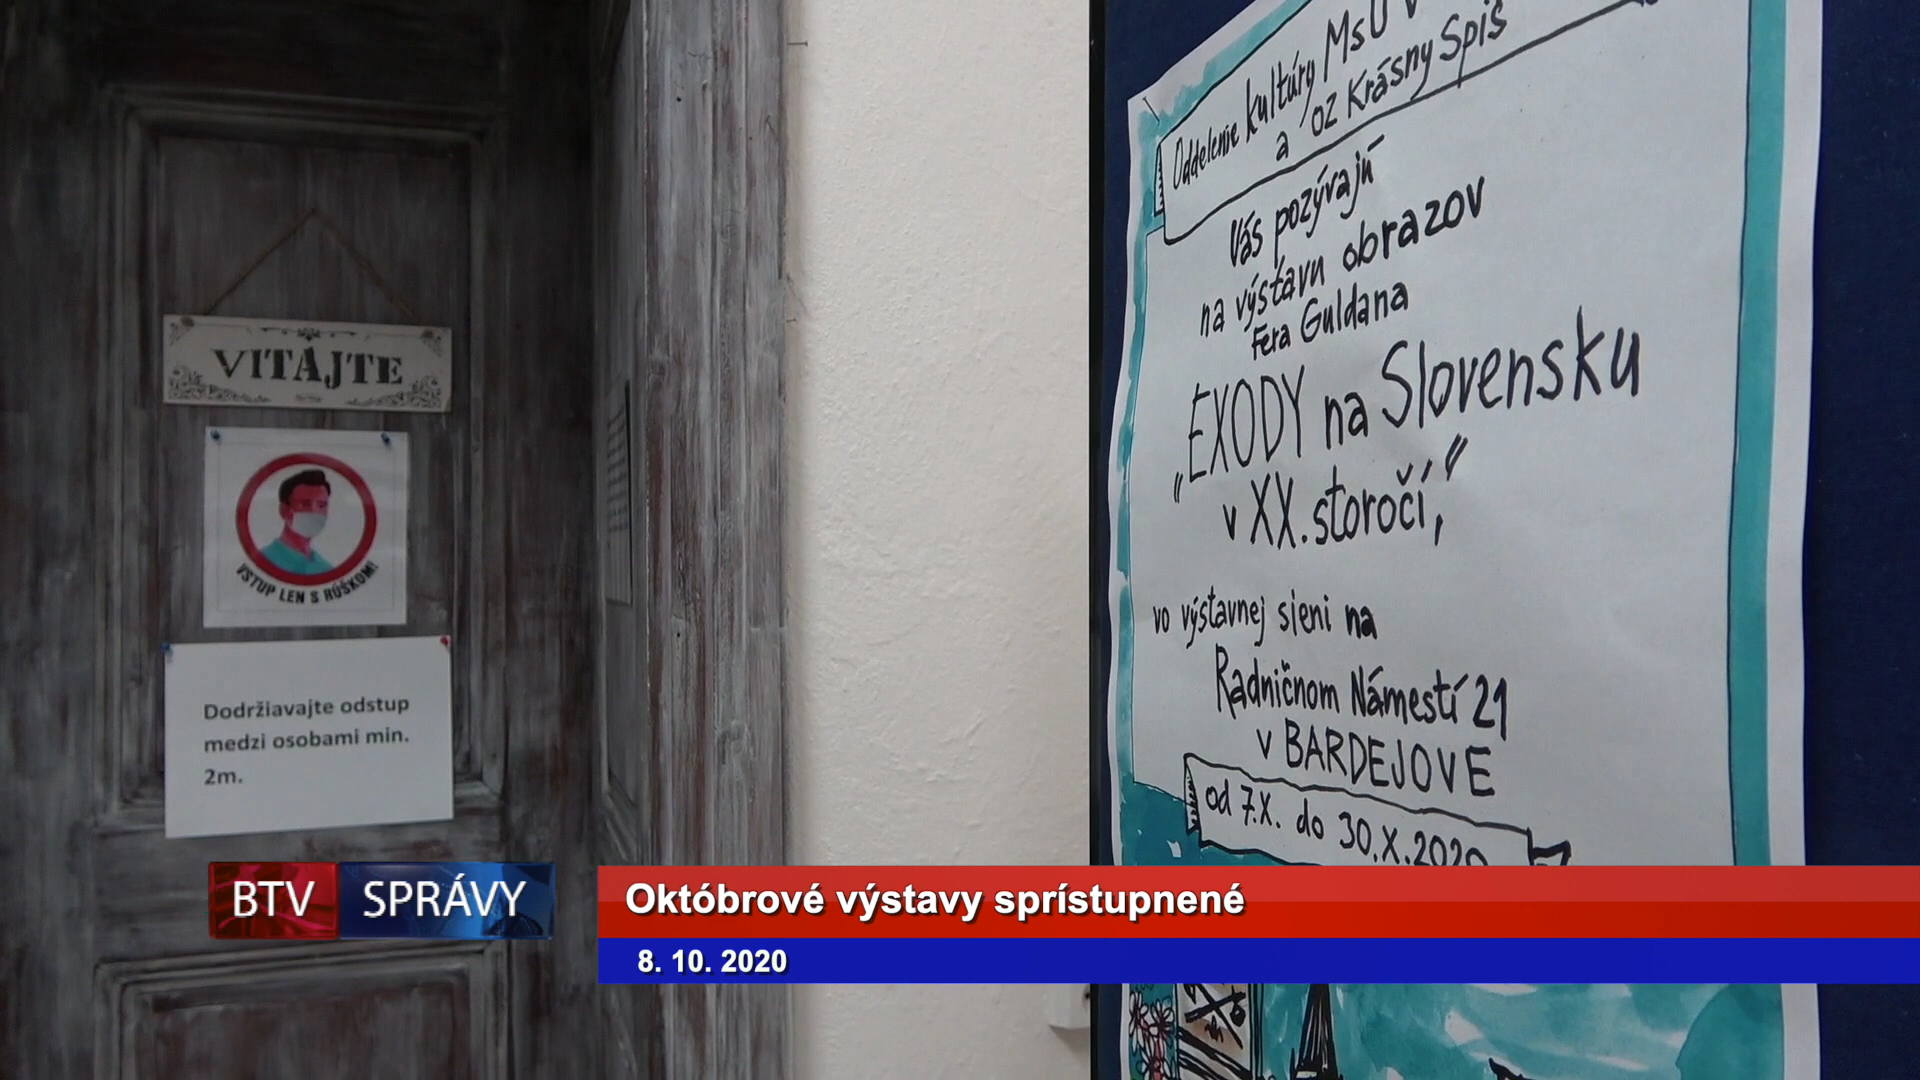 VITAJTE
VSTUP LEN S RÚŠKOM!
Dodržiavajte odstup
medzi osobami min.
2m.
Oddelenie kultúry MsÚ v
a oz Krásny Spiš
Vás pozývajú
na výstavu obrazov
Fera Guldana
„EXODY na Slovensku
v XX. storočí,"
vo výstavnej sieni na
Radničnom Námestí 21
v BARDEJOVE
od 7.X. do 30.X.2020
BTV SPRÁVY
Októbrové výstavy sprístupnené
8. 10. 2020